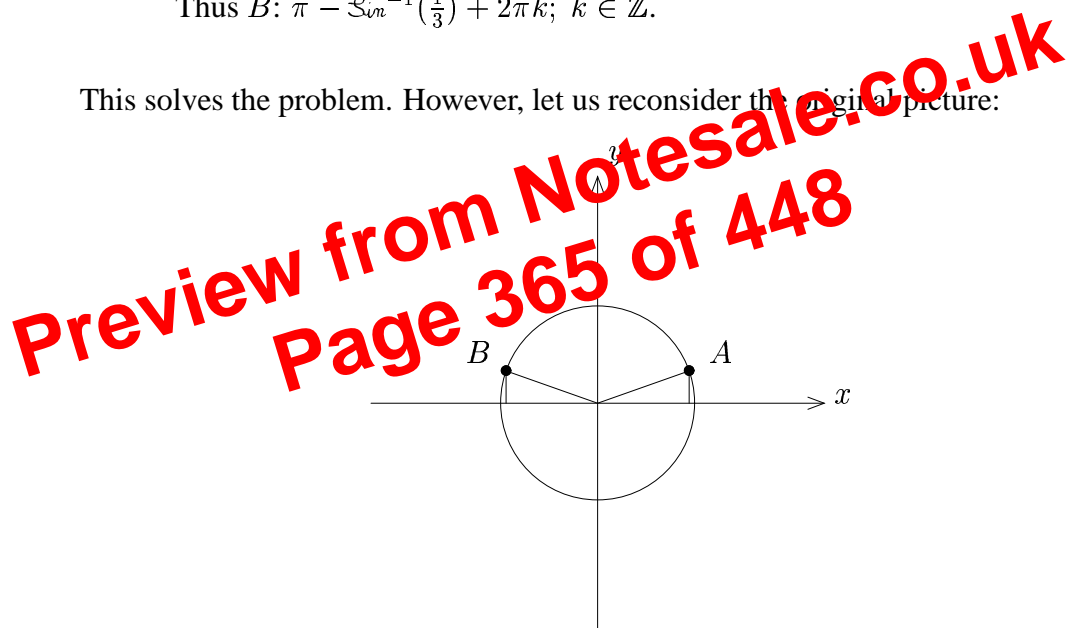 Thus B: π − Sin⁻¹(1/3) + 2πk; k ∈ ℤ.
This solves the problem. However, let us reconsider the original picture:
y
Preview from Notesale.co.uk
Page 365 of 448
B
A
x